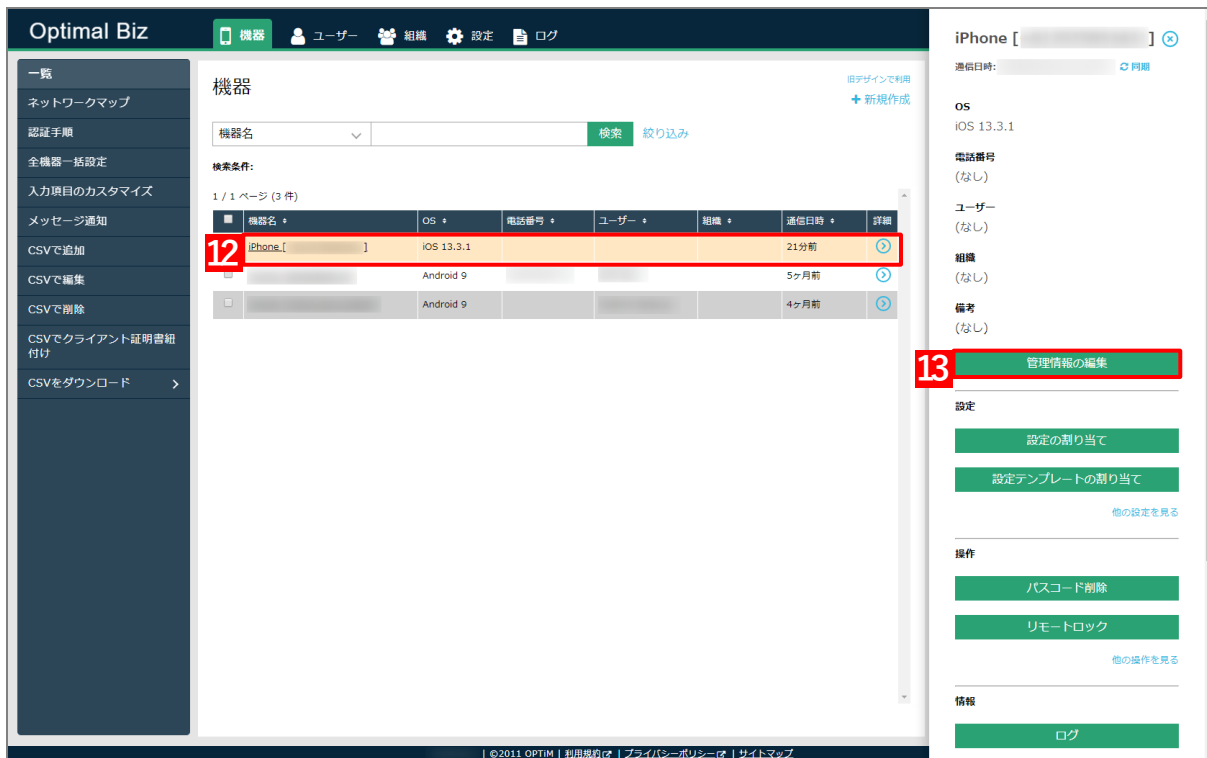 Optimal Biz
機器
ユーザー
組織
設定
ログ
一覧
ネットワークマップ
認証手順
全機器一括設定
入力項目のカスタマイズ
メッセージ通知
CSVで追加
CSVで編集
CSVで削除
CSVでクライアント証明書紐
付け
CSVをダウンロード
機器
旧デザインで利用
+ 新規作成
機器名
検索
絞り込み
検索条件:
1 / 1 ページ (3 件)
機器名 OS 電話番号 ユーザー 組織 通信日時 詳細
12
iPhone [ ] iOS 13.3.1 21分前
Android 9 5ヶ月前
Android 9 4ヶ月前
iPhone [ ]
通信日時: 同期
OS
iOS 13.3.1
電話番号
(なし)
ユーザー
(なし)
組織
(なし)
備考
(なし)
13
管理情報の編集
設定
設定の割り当て
設定テンプレートの割り当て
他の設定を見る
操作
パスコード削除
リモートロック
他の操作を見る
情報
ログ
| ©2011 OPTiM | 利用規約 | プライバシーポリシー | サイトマップ